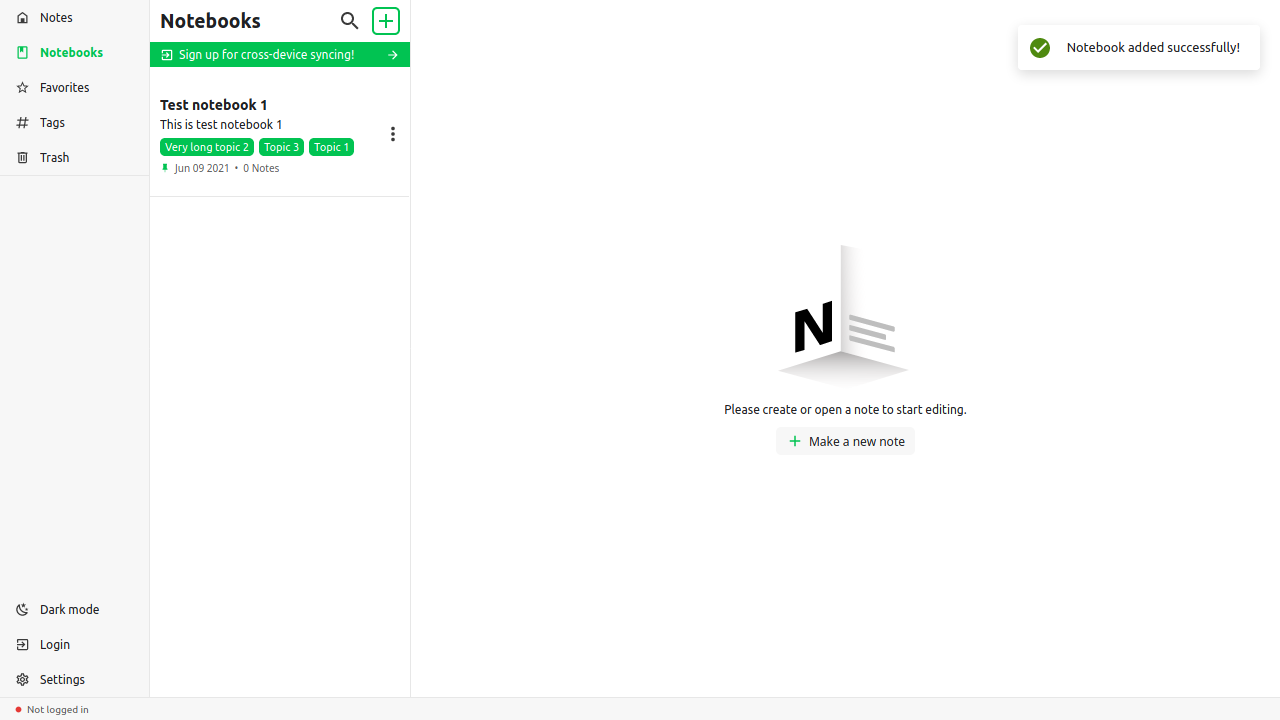 Notes
Notebooks
Favorites
Tags
Trash
Dark mode
Login
Settings
Not logged in
Notebooks
Sign up for cross-device syncing!
Test notebook 1
This is test notebook 1
Very long topic 2 Topic 3 Topic 1
Jun 09 2021 • 0 Notes
Notebook added successfully!
N
Please create or open a note to start editing.
Make a new note